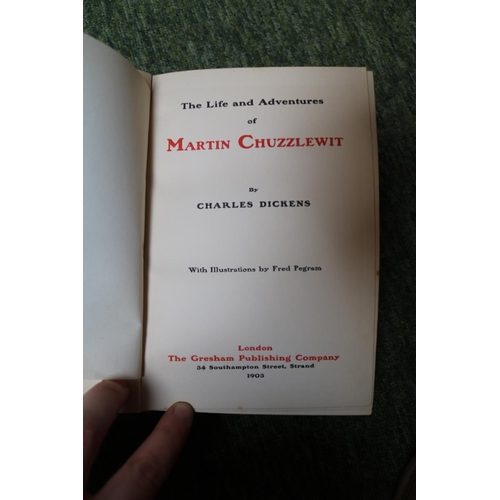 The Life and Adventures
of
MARTIN CHUZZLEWIT
By
CHARLES DICKENS
With Illustrations by Fred Pegram
London
The Gresham Publishing Company
34 Southampton Street, Strand
1903